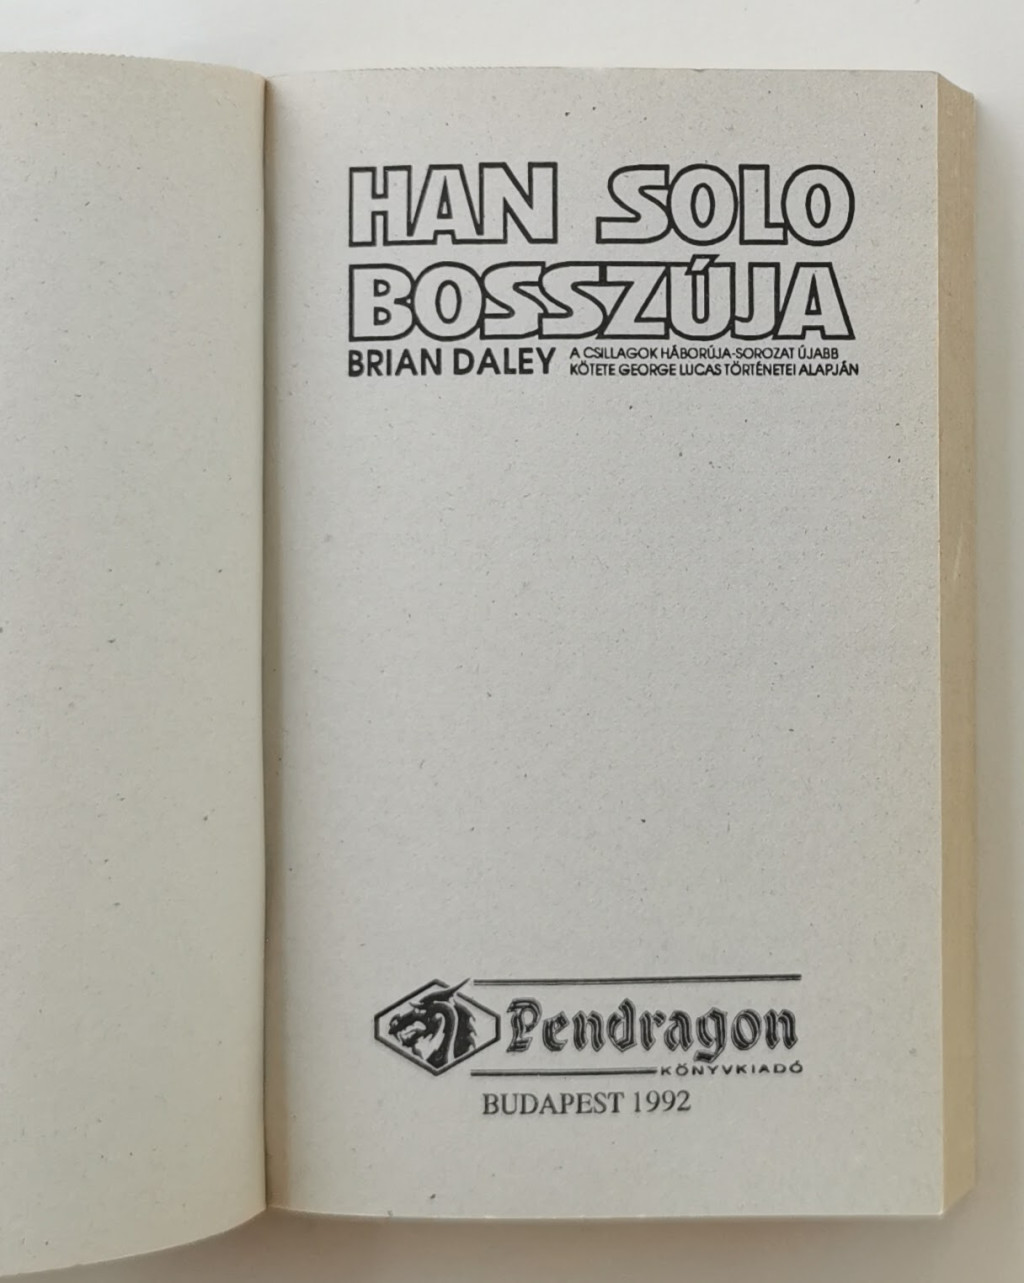 HAN SOLO
BOSSZÚJA
BRIAN DALEY
A CSILLAGOK HÁBORÚJA-SOROZAT ÚJABB
KÖTETE GEORGE LUCAS TÖRTÉNETEI ALAPJÁN
Pendragon
KÖNYVKIADÓ
BUDAPEST 1992